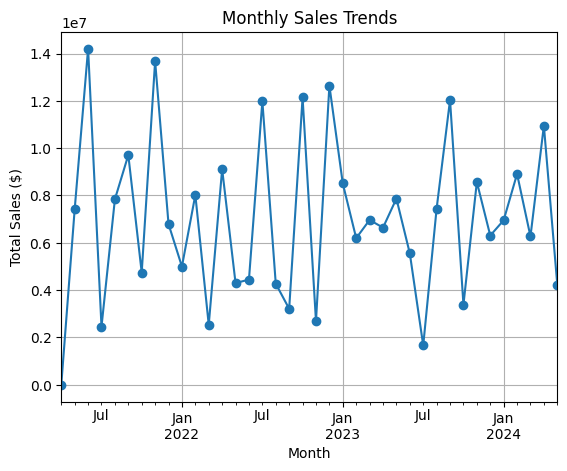 Monthly Sales Trends
1e7
1.4
1.2
1.0
0.8
0.6
0.4
0.2
0.0
Total Sales ($)
Jul Jan Jul Jan Jul Jan
2022 2023 2024
Month